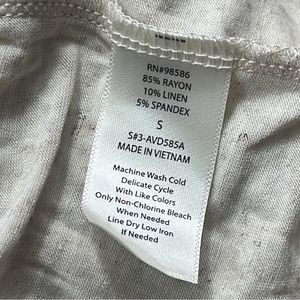 RN#98586
85% RAYON
10% LINEN
5% SPANDEX
S
S#3-AVD585A
MADE IN VIETNAM
Machine Wash Cold
Delicate Cycle
With Like Colors
Only Non-Chlorine Bleach
When Needed
Line Dry Low Iron
If Needed